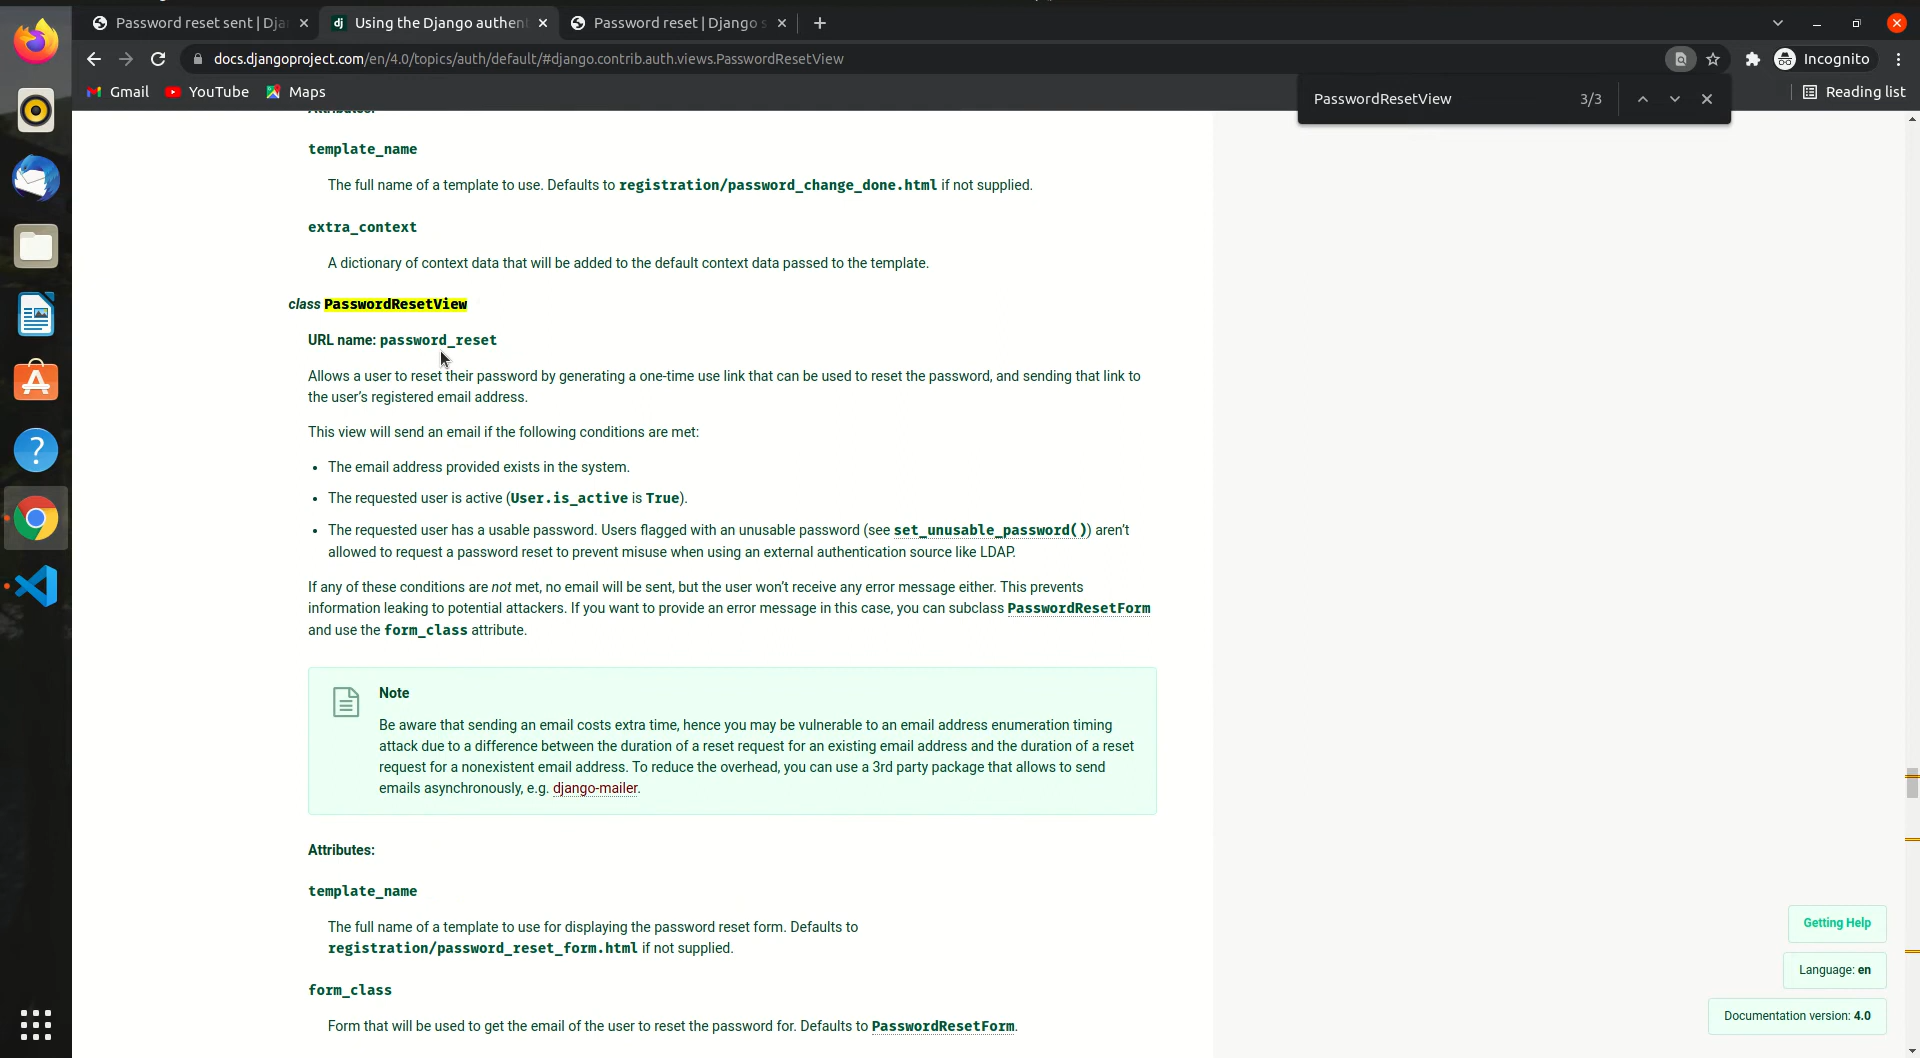 Password reset sent | Dja
Using the Django authen
Password reset | Django s
docs.djangoproject.com/en/4.0/topics/auth/default/#django.contrib.auth.views.PasswordResetView
Incognito
Gmail
YouTube
Maps
PasswordResetView
3/3
Reading list
template_name
The full name of a template to use. Defaults to registration/password_change_done.html if not supplied.
extra_context
A dictionary of context data that will be added to the default context data passed to the template.
class PasswordResetView
URL name: password_reset
Allows a user to reset their password by generating a one-time use link that can be used to reset the password, and sending that link to
the user’s registered email address.
This view will send an email if the following conditions are met:
• The email address provided exists in the system.
• The requested user is active (User.is_active is True).
• The requested user has a usable password. Users flagged with an unusable password (see set_unusable_password()) aren’t
allowed to request a password reset to prevent misuse when using an external authentication source like LDAP.
If any of these conditions are not met, no email will be sent, but the user won’t receive any error message either. This prevents
information leaking to potential attackers. If you want to provide an error message in this case, you can subclass PasswordResetForm
and use the form_class attribute.
Note
Be aware that sending an email costs extra time, hence you may be vulnerable to an email address enumeration timing
attack due to a difference between the duration of a reset request for an existing email address and the duration of a reset
request for a nonexistent email address. To reduce the overhead, you can use a 3rd party package that allows to send
emails asynchronously, e.g. django-mailer.
Attributes:
template_name
The full name of a template to use for displaying the password reset form. Defaults to
registration/password_reset_form.html if not supplied.
form_class
Form that will be used to get the email of the user to reset the password for. Defaults to PasswordResetForm.
Getting Help
Language: en
Documentation version: 4.0